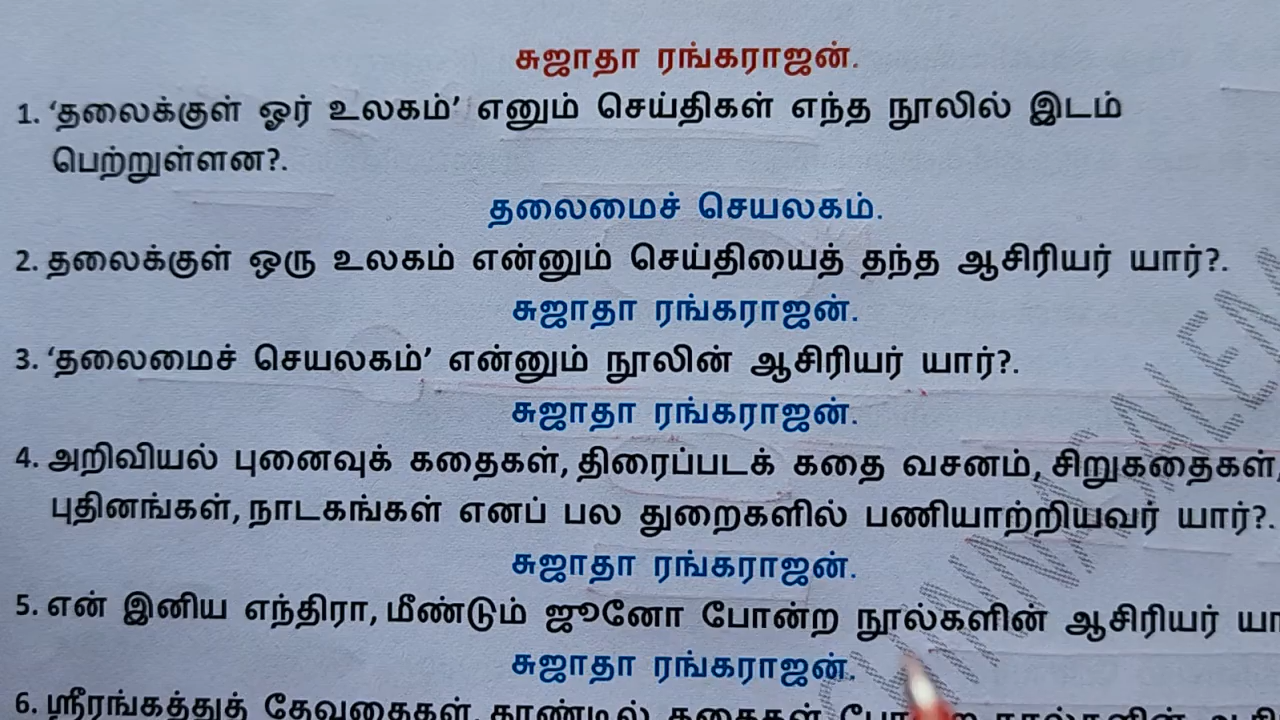 சுஜாதா ரங்கராஜன்.
1. ‘தலைக்குள் ஓர் உலகம்’ எனும் செய்திகள் எந்த நூலில் இடம்
பெற்றுள்ளன?.
தலைமைச் செயலகம்.
2. தலைக்குள் ஒரு உலகம் என்னும் செய்தியைத் தந்த ஆசிரியர் யார்?.
சுஜாதா ரங்கராஜன்.
3. ‘தலைமைச் செயலகம்’ என்னும் நூலின் ஆசிரியர் யார்?.
சுஜாதா ரங்கராஜன்.
4. அறிவியல் புனைவுக் கதைகள், திரைப்படக் கதை வசனம், சிறுகதைகள்,
புதினங்கள், நாடகங்கள் எனப் பல துறைகளில் பணியாற்றியவர் யார்?.
சுஜாதா ரங்கராஜன்.
5. என் இனிய எந்திரா, மீண்டும் ஜூனோ போன்ற நூல்களின் ஆசிரியர் யா
சுஜாதா ரங்கராஜன்.
6. ஸ்ரீரங்கத்துத் தேவதைகள்,